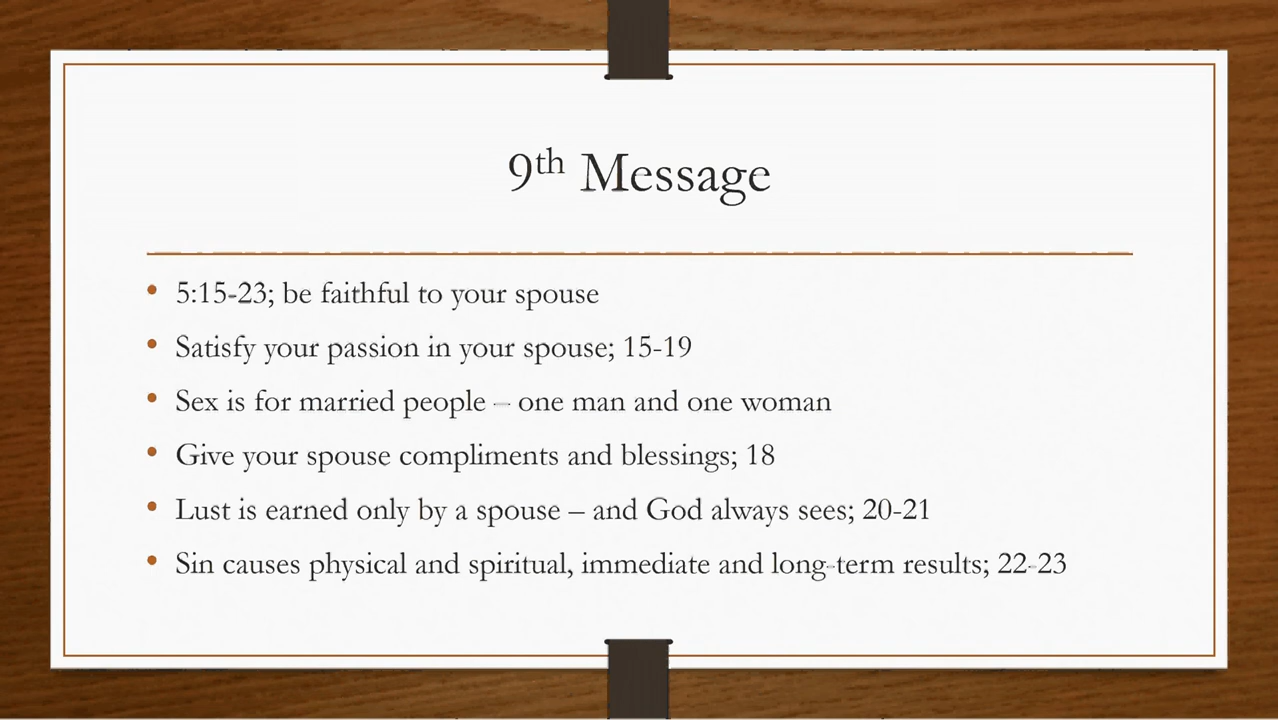 9th Message
• 5:15-23; be faithful to your spouse
• Satisfy your passion in your spouse; 15-19
• Sex is for married people – one man and one woman
• Give your spouse compliments and blessings; 18
• Lust is earned only by a spouse – and God always sees; 20-21
• Sin causes physical and spiritual, immediate and long-term results; 22-23